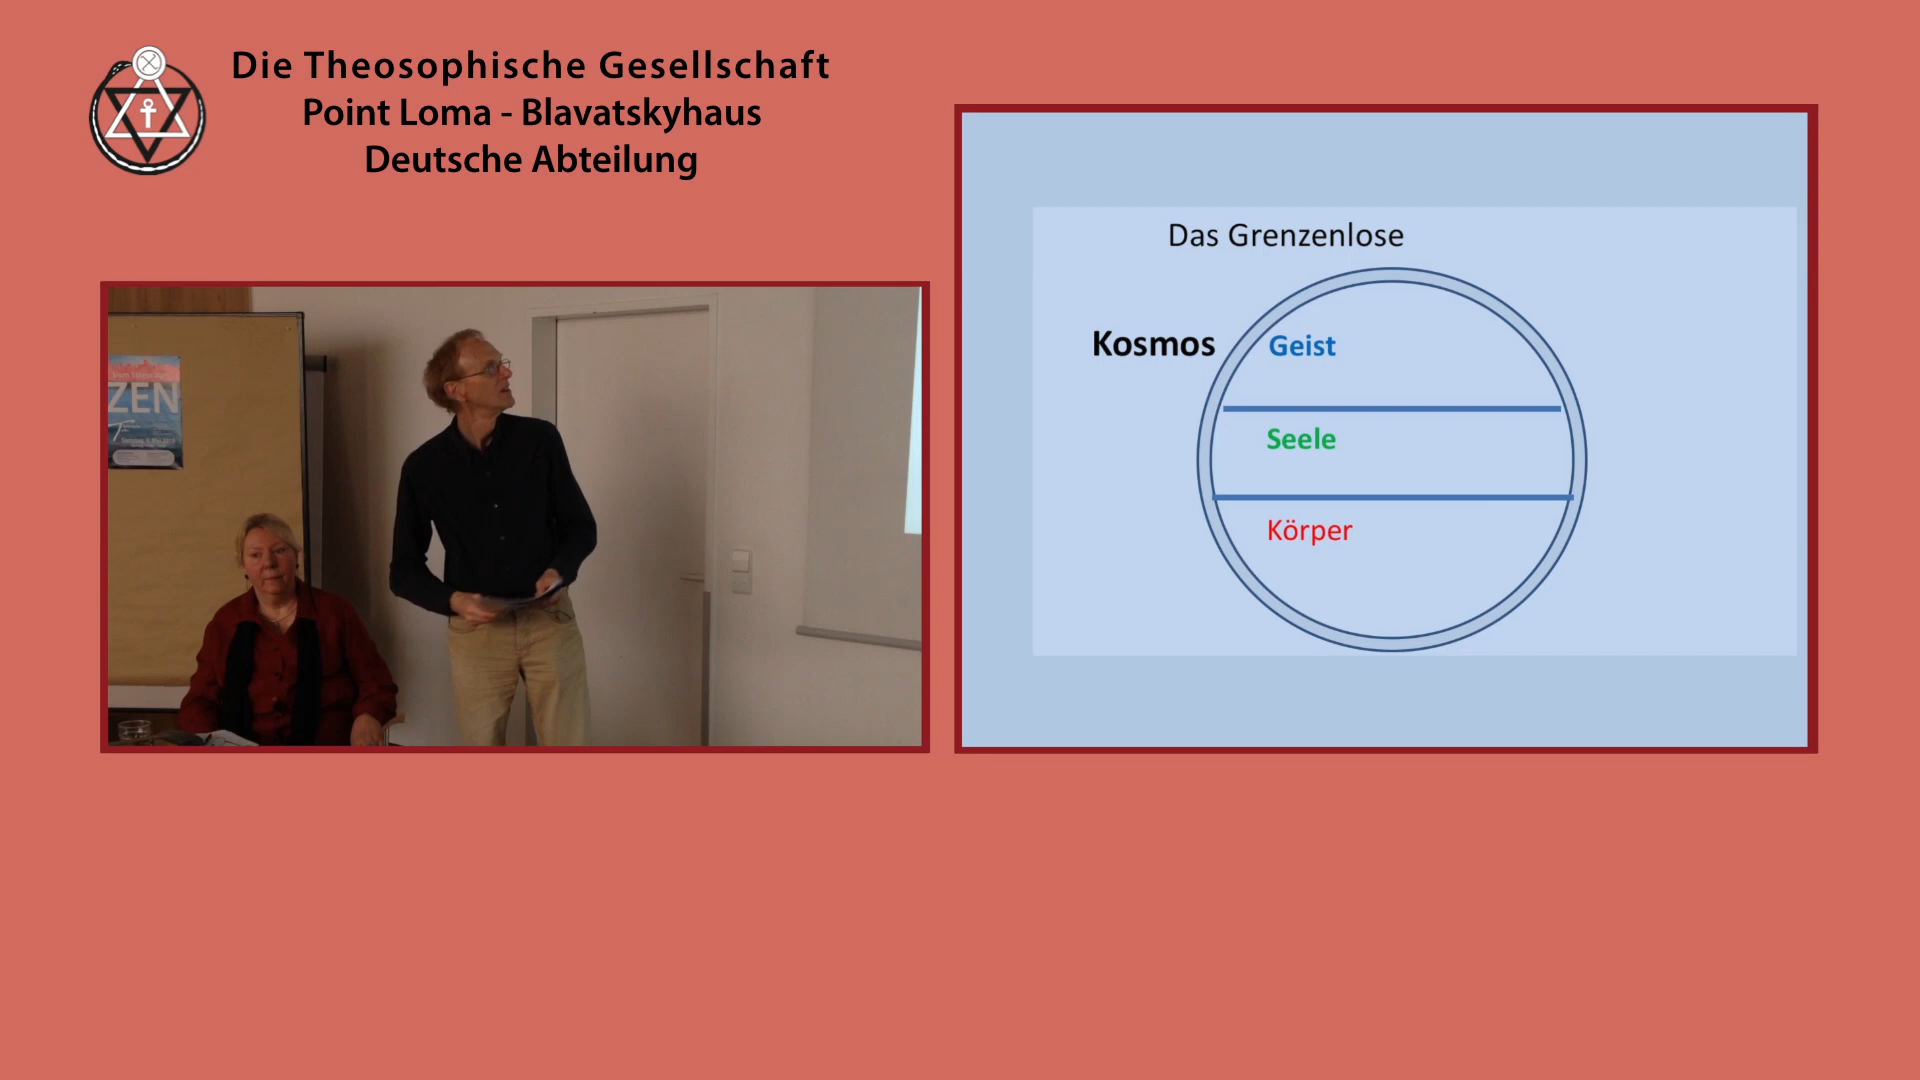 Die Theosophische Gesellschaft
Point Loma - Blavatskyhaus
Deutsche Abteilung
Das Grenzenlose
Kosmos
Geist
Seele
Körper
ZEN